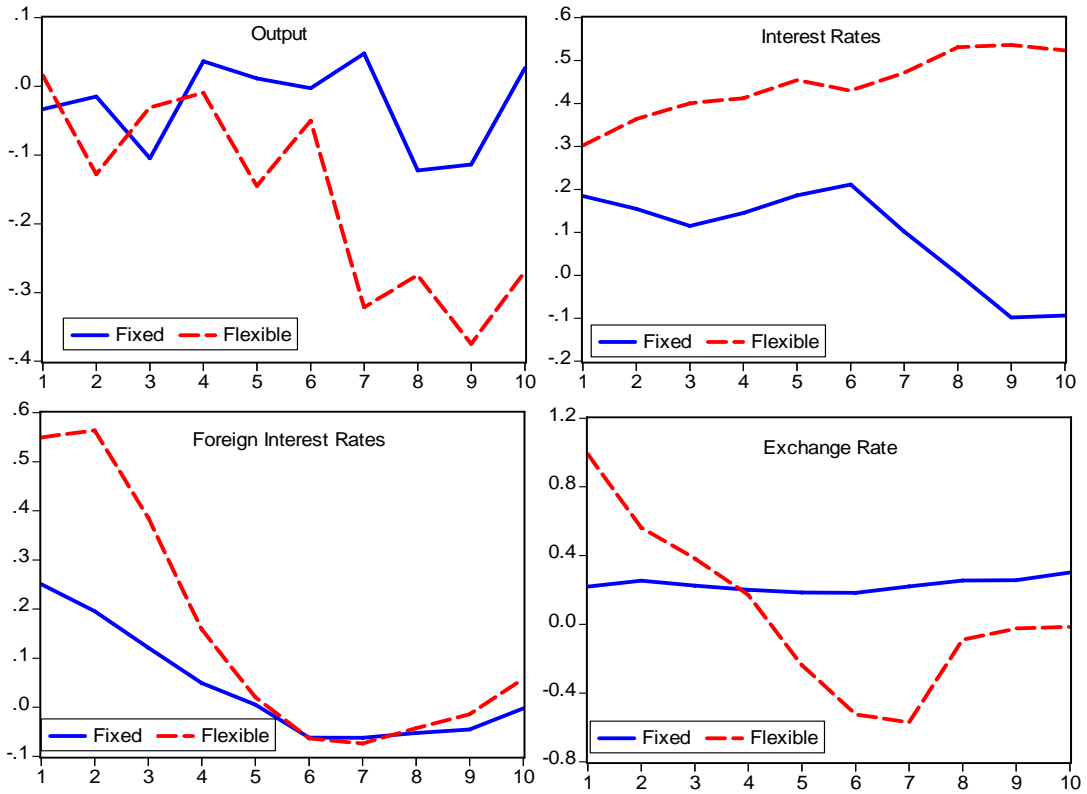 Output
.1
.0
-.1
-.2
-.3
-.4
Fixed Flexible
1 2 3 4 5 6 7 8 9 10
Interest Rates
.6
.5
.4
.3
.2
.1
.0
-.1
-.2
Fixed Flexible
1 2 3 4 5 6 7 8 9 10
Foreign Interest Rates
.6
.5
.4
.3
.2
.1
.0
-.1
Fixed Flexible
1 2 3 4 5 6 7 8 9 10
Exchange Rate
1.2
0.8
0.4
0.0
-0.4
-0.8
Fixed Flexible
1 2 3 4 5 6 7 8 9 10